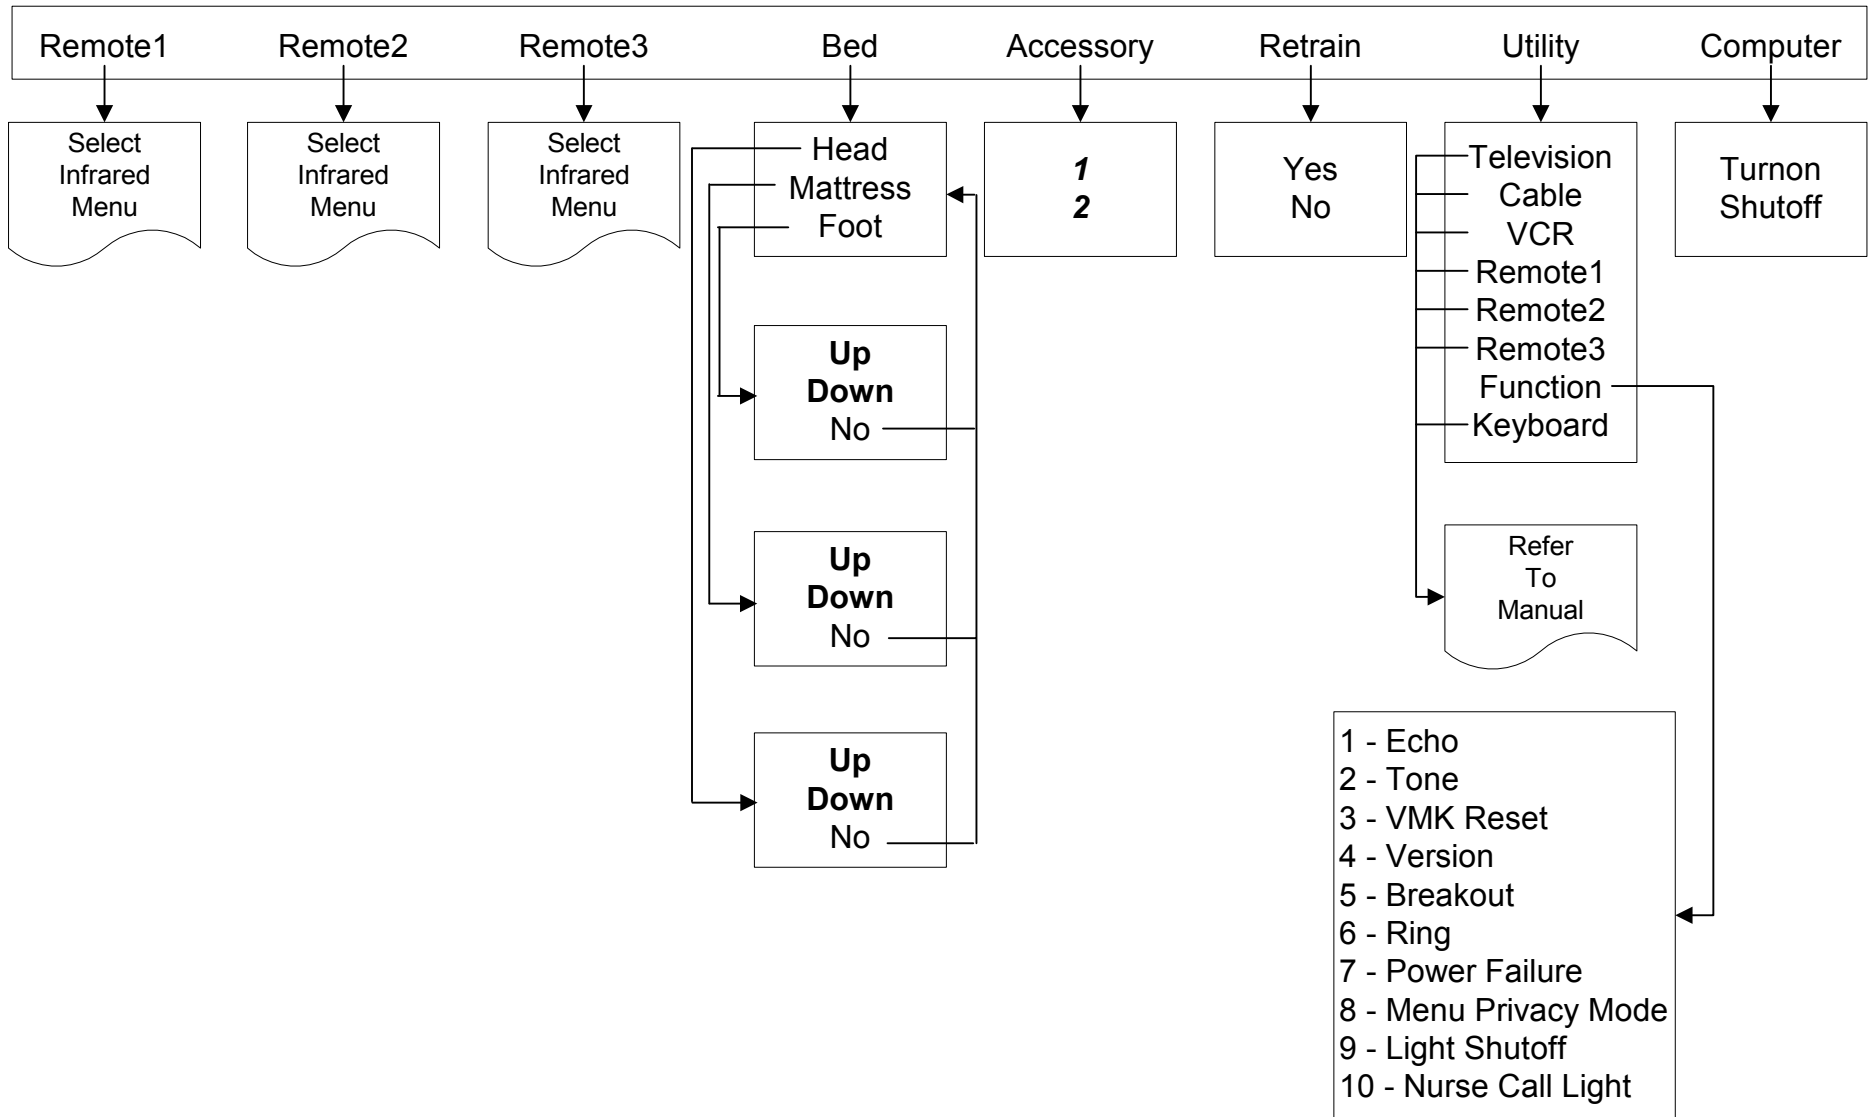 Remote1 Remote2 Remote3 Bed Accessory Retrain Utility Computer
Select
Infrared
Menu
Select
Infrared
Menu
Select
Infrared
Menu
Head
Mattress
Foot
Up
Down
No
Up
Down
No
Up
Down
No
1
2
Yes
No
Television
Cable
VCR
Remote1
Remote2
Remote3
Function
Keyboard
Refer
To
Manual
1 - Echo
2 - Tone
3 - VMK Reset
4 - Version
5 - Breakout
6 - Ring
7 - Power Failure
8 - Menu Privacy Mode
9 - Light Shutoff
10 - Nurse Call Light
Turnon
Shutoff